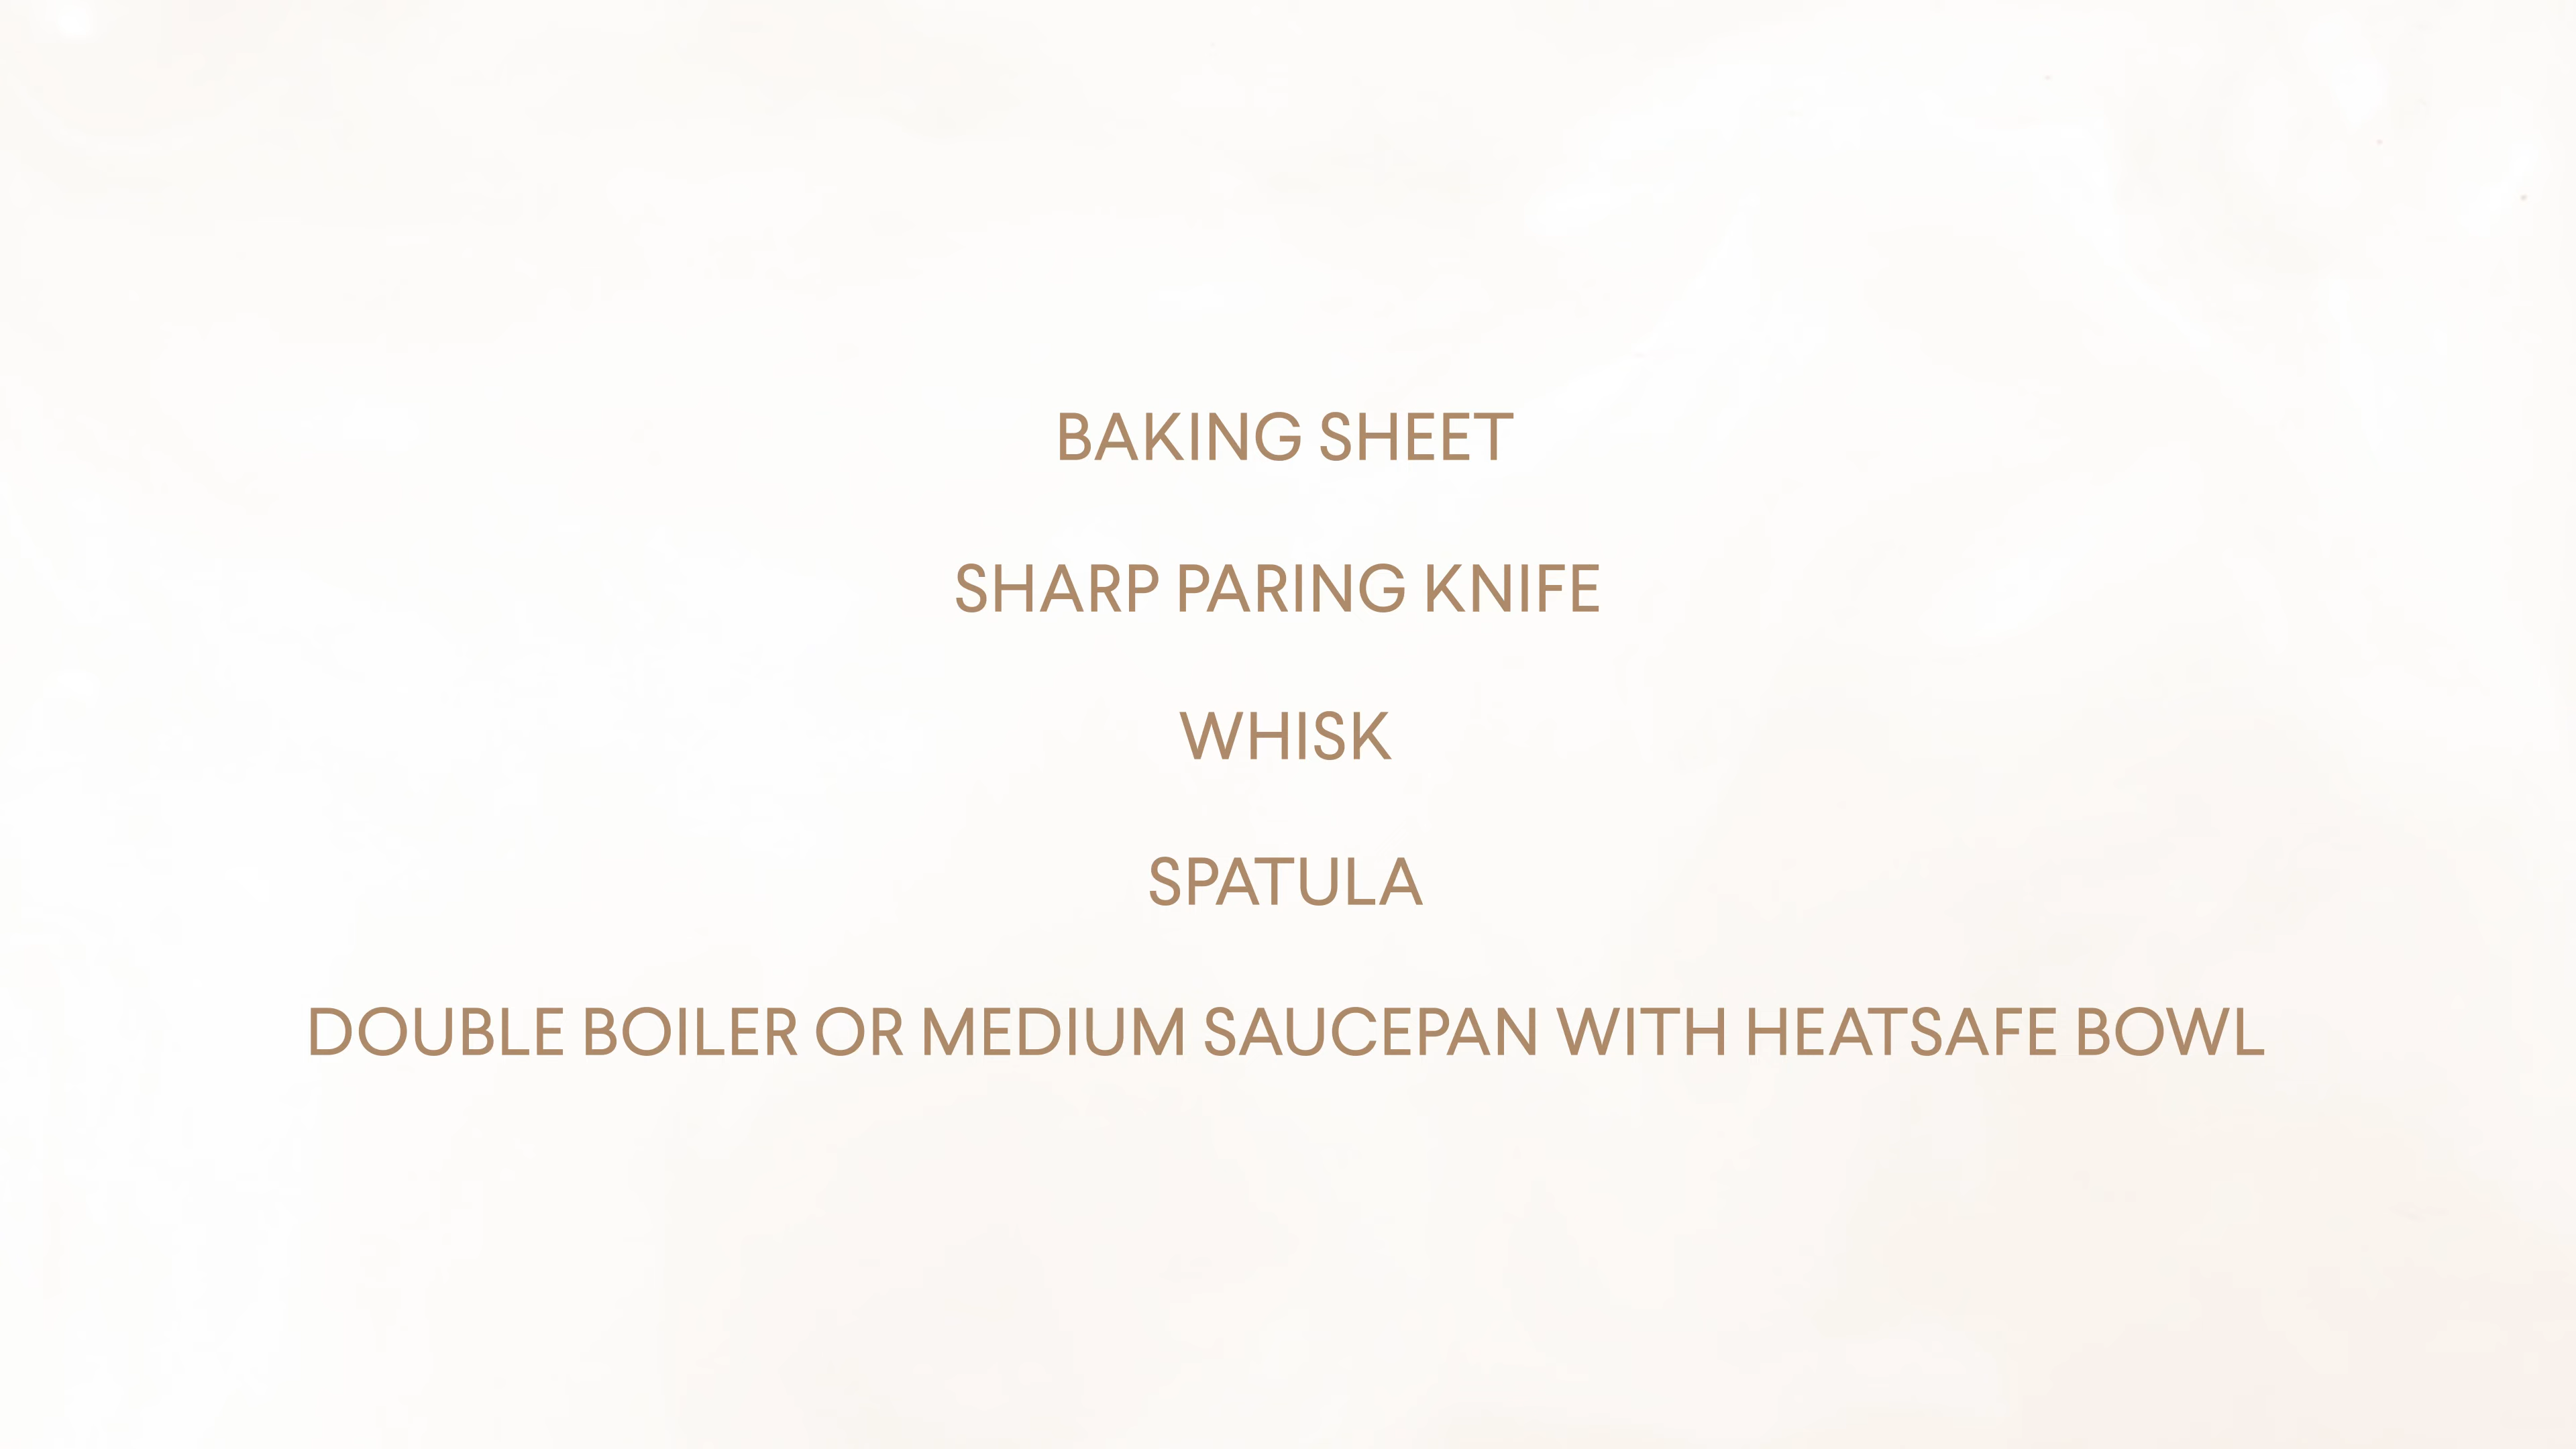 BAKING SHEET
SHARP PARING KNIFE
WHISK
SPATULA
DOUBLE BOILER OR MEDIUM SAUCEPAN WITH HEATSAFE BOWL